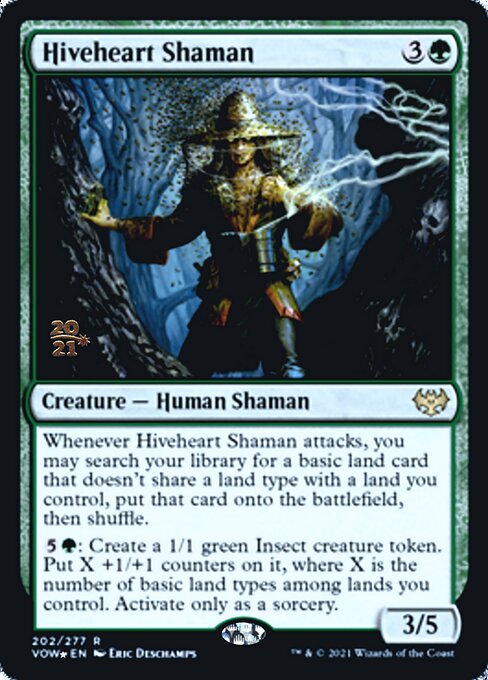 Hiveheart Shaman 3
20
21
Creature — Human Shaman
Whenever Hiveheart Shaman attacks, you
may search your library for a basic land card
that doesn't share a land type with a land you
control, put that card onto the battlefield,
then shuffle.
5 : Create a 1/1 green Insect creature token.
Put X +1/+1 counters on it, where X is the
number of basic land types among lands you
control. Activate only as a sorcery.
3/5
202/277 R
VOW★EN Eric Deschamps
™ & © 2021 Wizards of the Coast